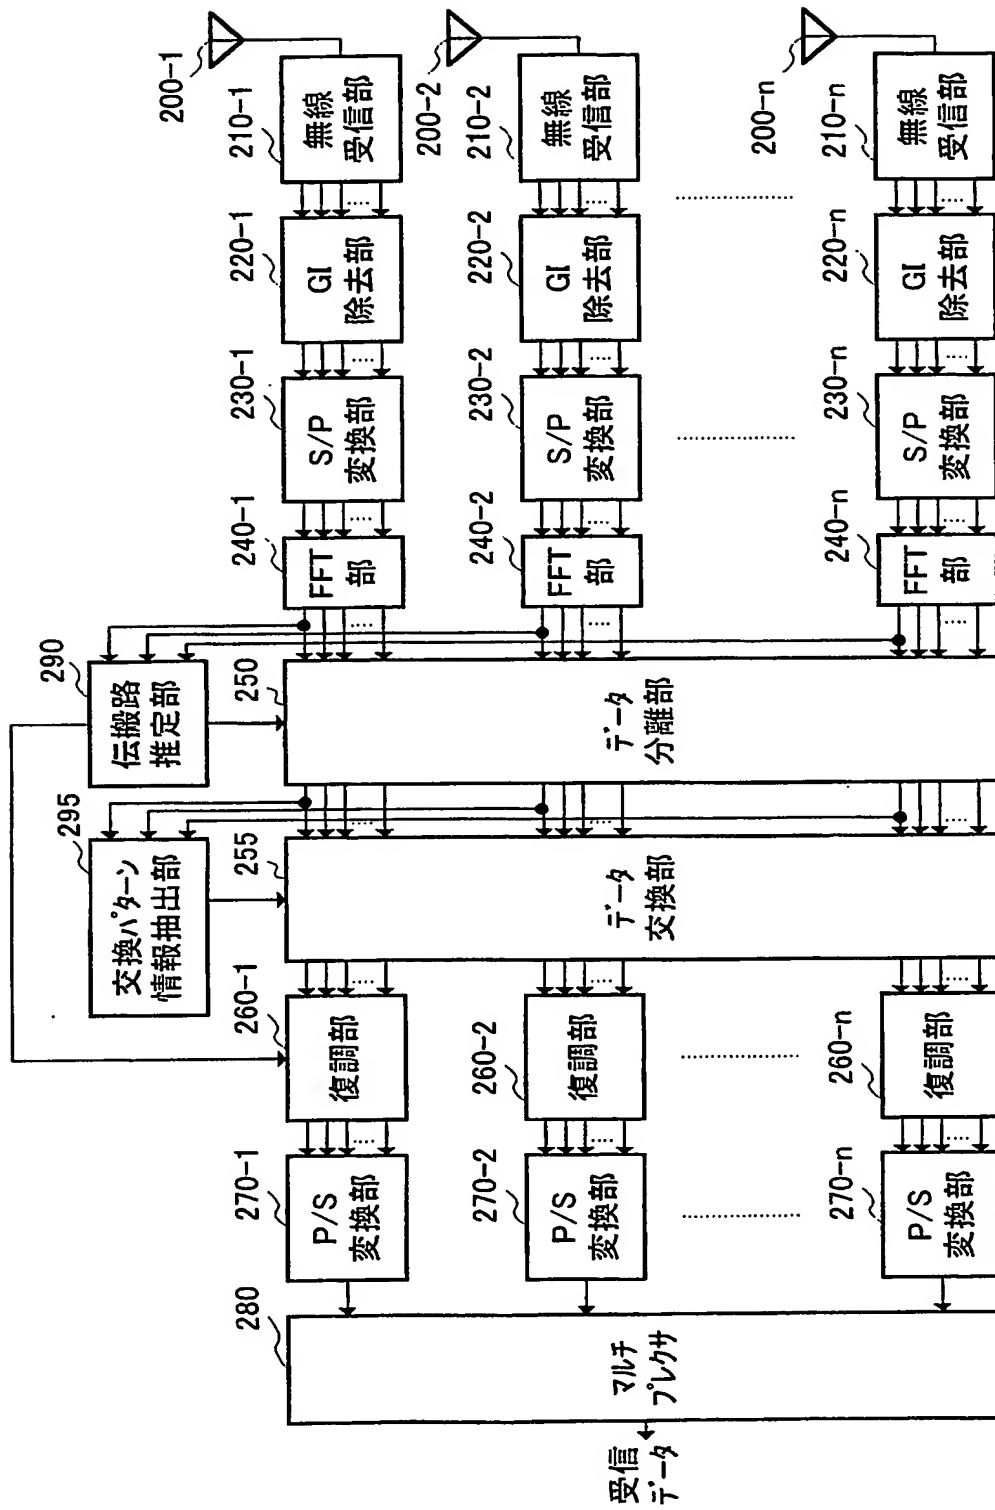 200-1
210-1
無線
受信部
220-1
GI
除去部
230-1
S/P
変換部
240-1
FFT
部
200-2
210-2
無線
受信部
220-2
GI
除去部
230-2
S/P
変換部
240-2
FFT
部
200-n
210-n
無線
受信部
220-n
GI
除去部
230-n
S/P
変換部
240-n
FFT
部
290
伝搬路
推定部
250
データ
分離部
295
交換パターン
情報抽出部
255
データ
交換部
260-1
復調部
260-2
復調部
260-n
復調部
270-1
P/S
変換部
270-2
P/S
変換部
270-n
P/S
変換部
280
マルチ
プレクサ
受信
データ